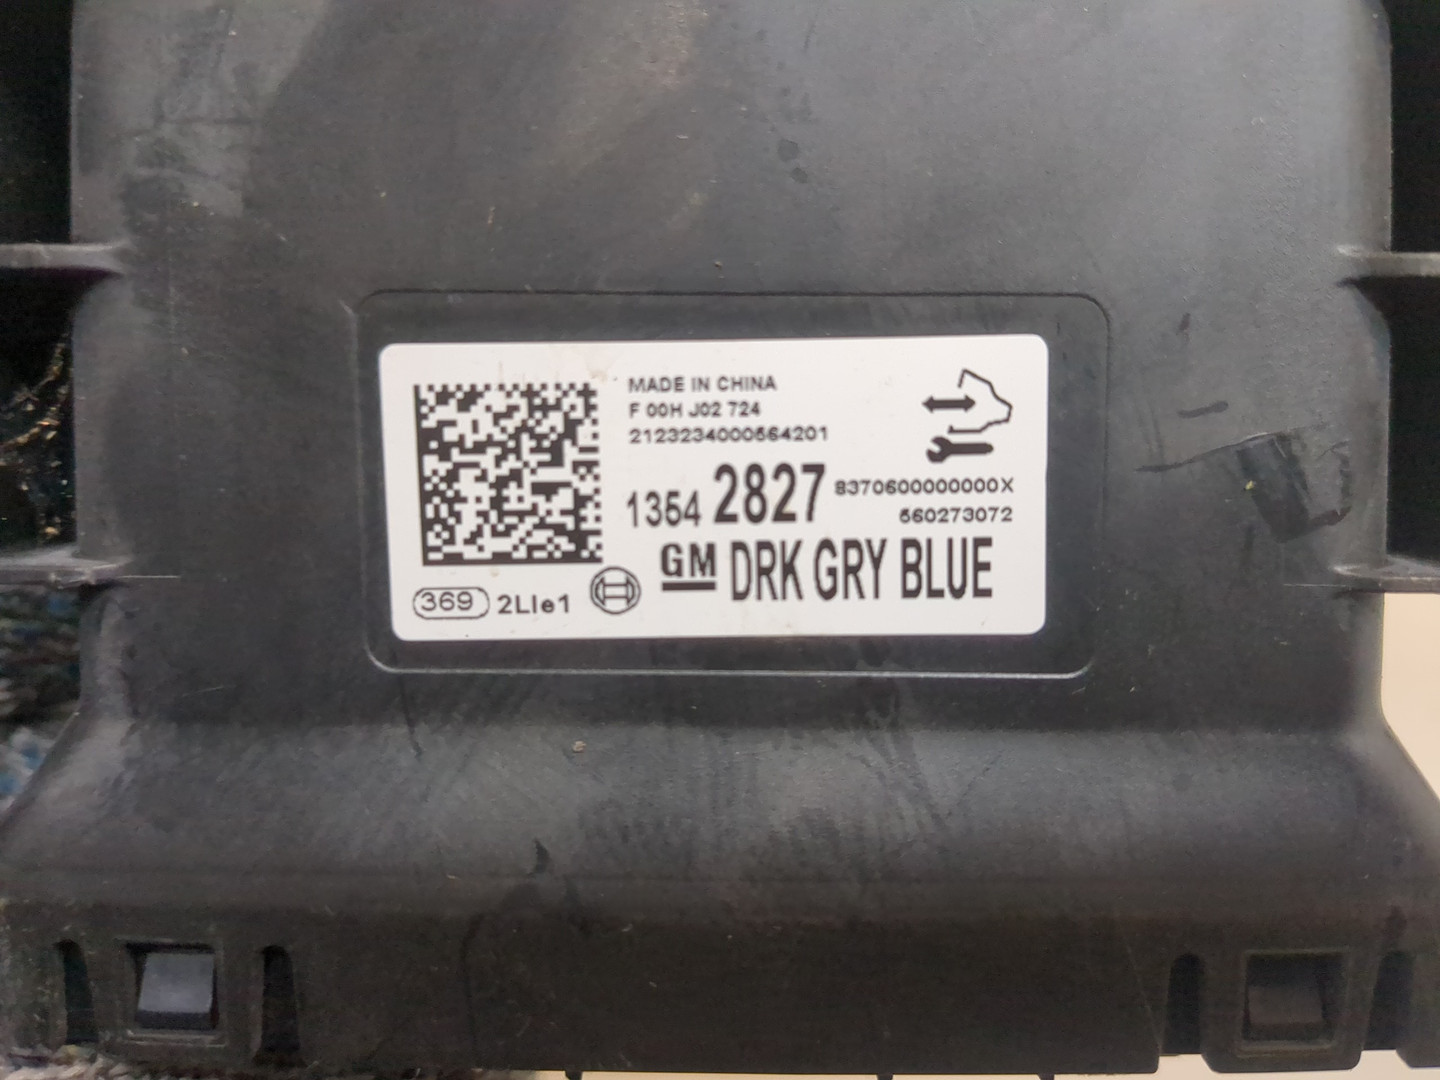 MADE IN CHINA
F 00H J02 724
2123234000564201
1354 2827
8370600000000X
560273072
GM DRK GRY BLUE
369 2LIe1